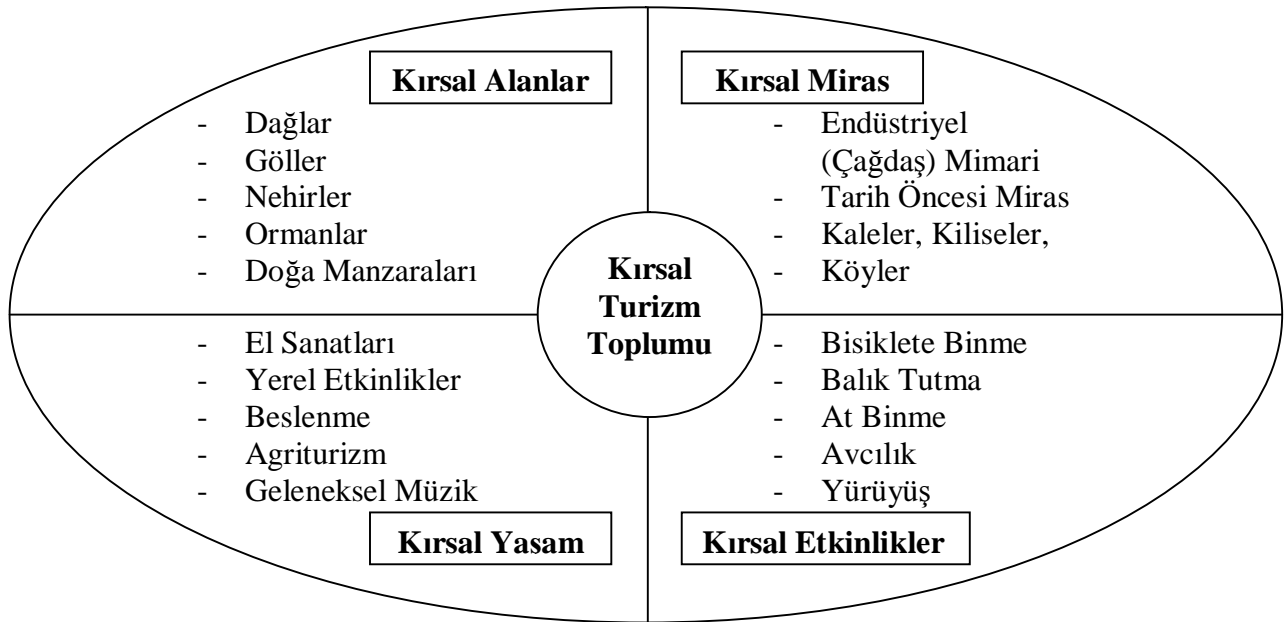 Kırsal Alanlar
- Dağlar
- Göller
- Nehirler
- Ormanlar
- Doğa Manzaraları
Kırsal Miras
- Endüstriyel
(Çağdaş) Mimari
- Tarih Öncesi Miras
- Kaleler, Kiliseler,
- Köyler
Kırsal
Turizm
Toplumu
- El Sanatları
- Yerel Etkinlikler
- Beslenme
- Agriturizm
- Geleneksel Müzik
Kırsal Yasam
- Bisiklete Binme
- Balık Tutma
- At Binme
- Avcılık
- Yürüyüş
Kırsal Etkinlikler